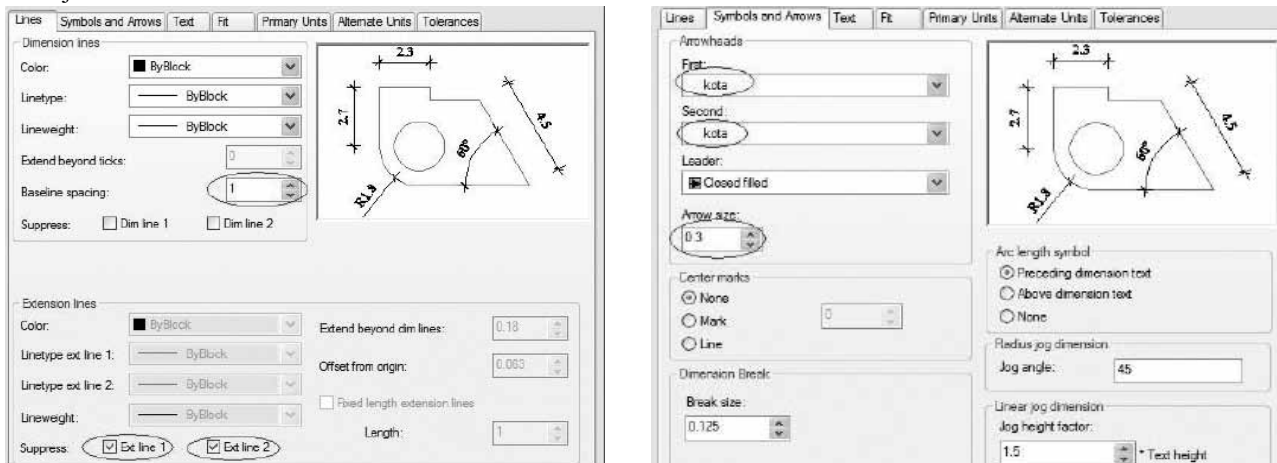 Lines Symbols and Arrows Text Fit Primary Units Alternate Units Tolerances
Dimension lines
Color: ByBlock
Linetype: ByBlock
Lineweight: ByBlock
Extend beyond ticks: 0
Baseline spacing: 1
Suppress: Dim line 1 Dim line 2
2.3
2.7
4.5
60°
R1.8
Extension lines
Color: ByBlock
Linetype ext line 1: ByBlock
Linetype ext line 2: ByBlock
Lineweight: ByBlock
Suppress: Ext line 1 Ext line 2
Extend beyond dim lines: 0.18
Offset from origin: 0.063
Fixed length extension lines
Length: 1
Lines Symbols and Arrows Text Fit Primary Units Alternate Units Tolerances
Arrowheads
First:
kota
Second:
kota
Leader:
Closed filled
Arrow size:
0.3
Center marks
None
Mark 0
Line
Dimension Break
Break size:
0.125
2.3
2.7
4.5
60°
R1.8
Arc length symbol
Preceding dimension text
Above dimension text
None
Radius jog dimension
Jog angle: 45
Linear jog dimension
Jog height factor:
1.5 * Text height